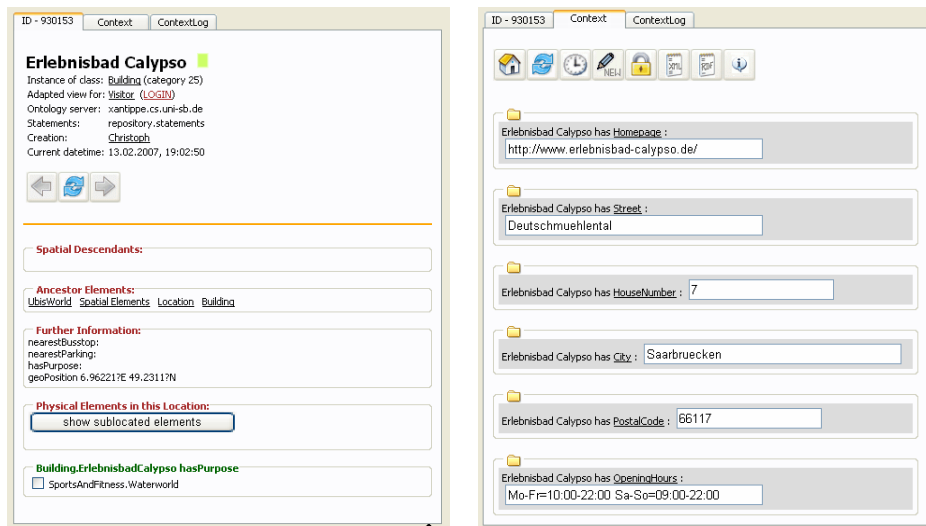 ID - 930153 Context ContextLog
Erlebnisbad Calypso
Instance of class: Building (category 25)
Adapted view for: Visitor (LOGIN)
Ontology server: xantippe.cs.uni-sb.de
Statements: repository.statements
Creation: Christoph
Current datetime: 13.02.2007, 19:02:50
Spatial Descendants:
Ancestor Elements:
UbisWorld Spatial Elements Location Building
Further Information:
nearestBusstop:
nearestParking:
hasPurpose:
geoPosition 6.96221?E 49.2311?N
Physical Elements in this Location:
show sublocated elements
Building.ErlebnisbadCalypso hasPurpose
SportsAndFitness.Waterworld
ID - 930153 Context ContextLog
NEW XML RDF
Erlebnisbad Calypso has Homepage :
http://www.erlebnisbad-calypso.de/
Erlebnisbad Calypso has Street :
Deutschmuehlental
Erlebnisbad Calypso has HouseNumber : 7
Erlebnisbad Calypso has City : Saarbruecken
Erlebnisbad Calypso has PostalCode : 66117
Erlebnisbad Calypso has OpeningHours :
Mo-Fr=10:00-22:00 Sa-So=09:00-22:00